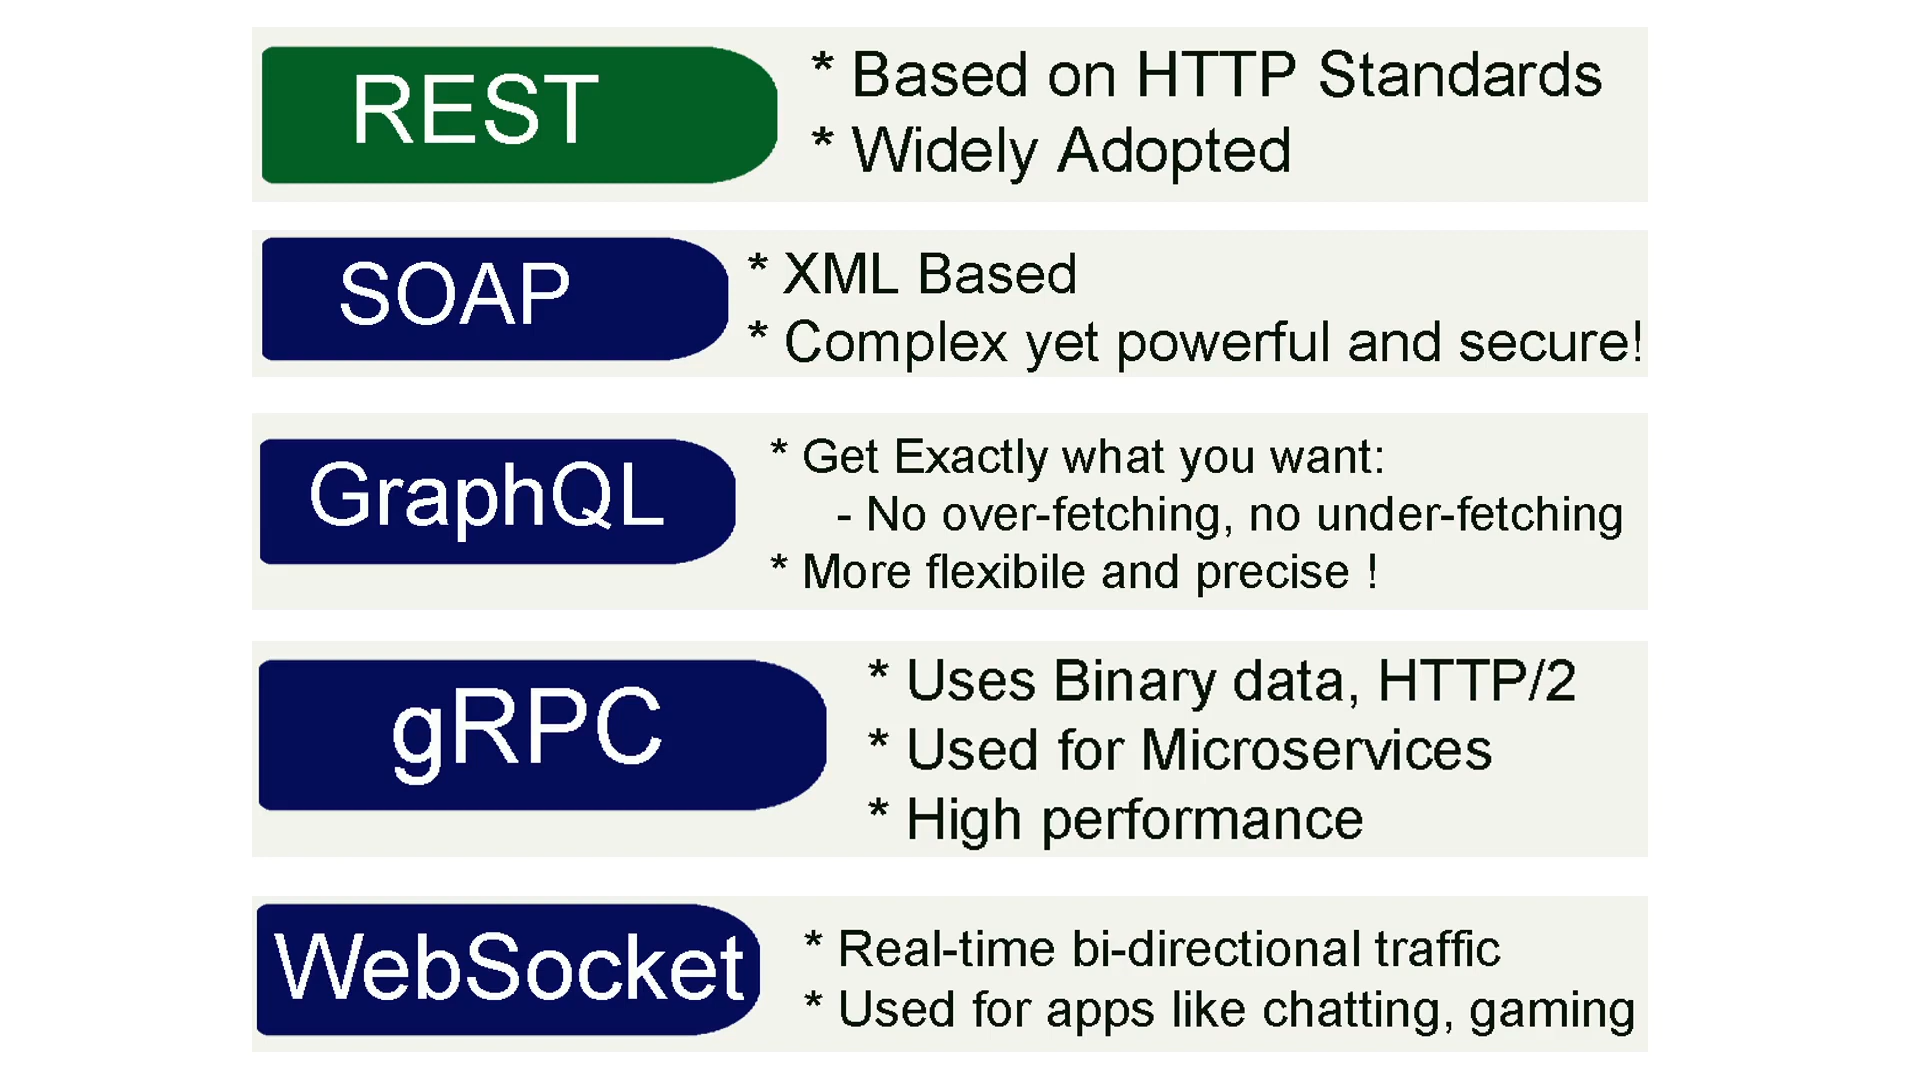 REST
* Based on HTTP Standards
* Widely Adopted
SOAP
* XML Based
* Complex yet powerful and secure!
GraphQL
* Get Exactly what you want:
- No over-fetching, no under-fetching
* More flexibile and precise !
gRPC
* Uses Binary data, HTTP/2
* Used for Microservices
* High performance
WebSocket
* Real-time bi-directional traffic
* Used for apps like chatting, gaming